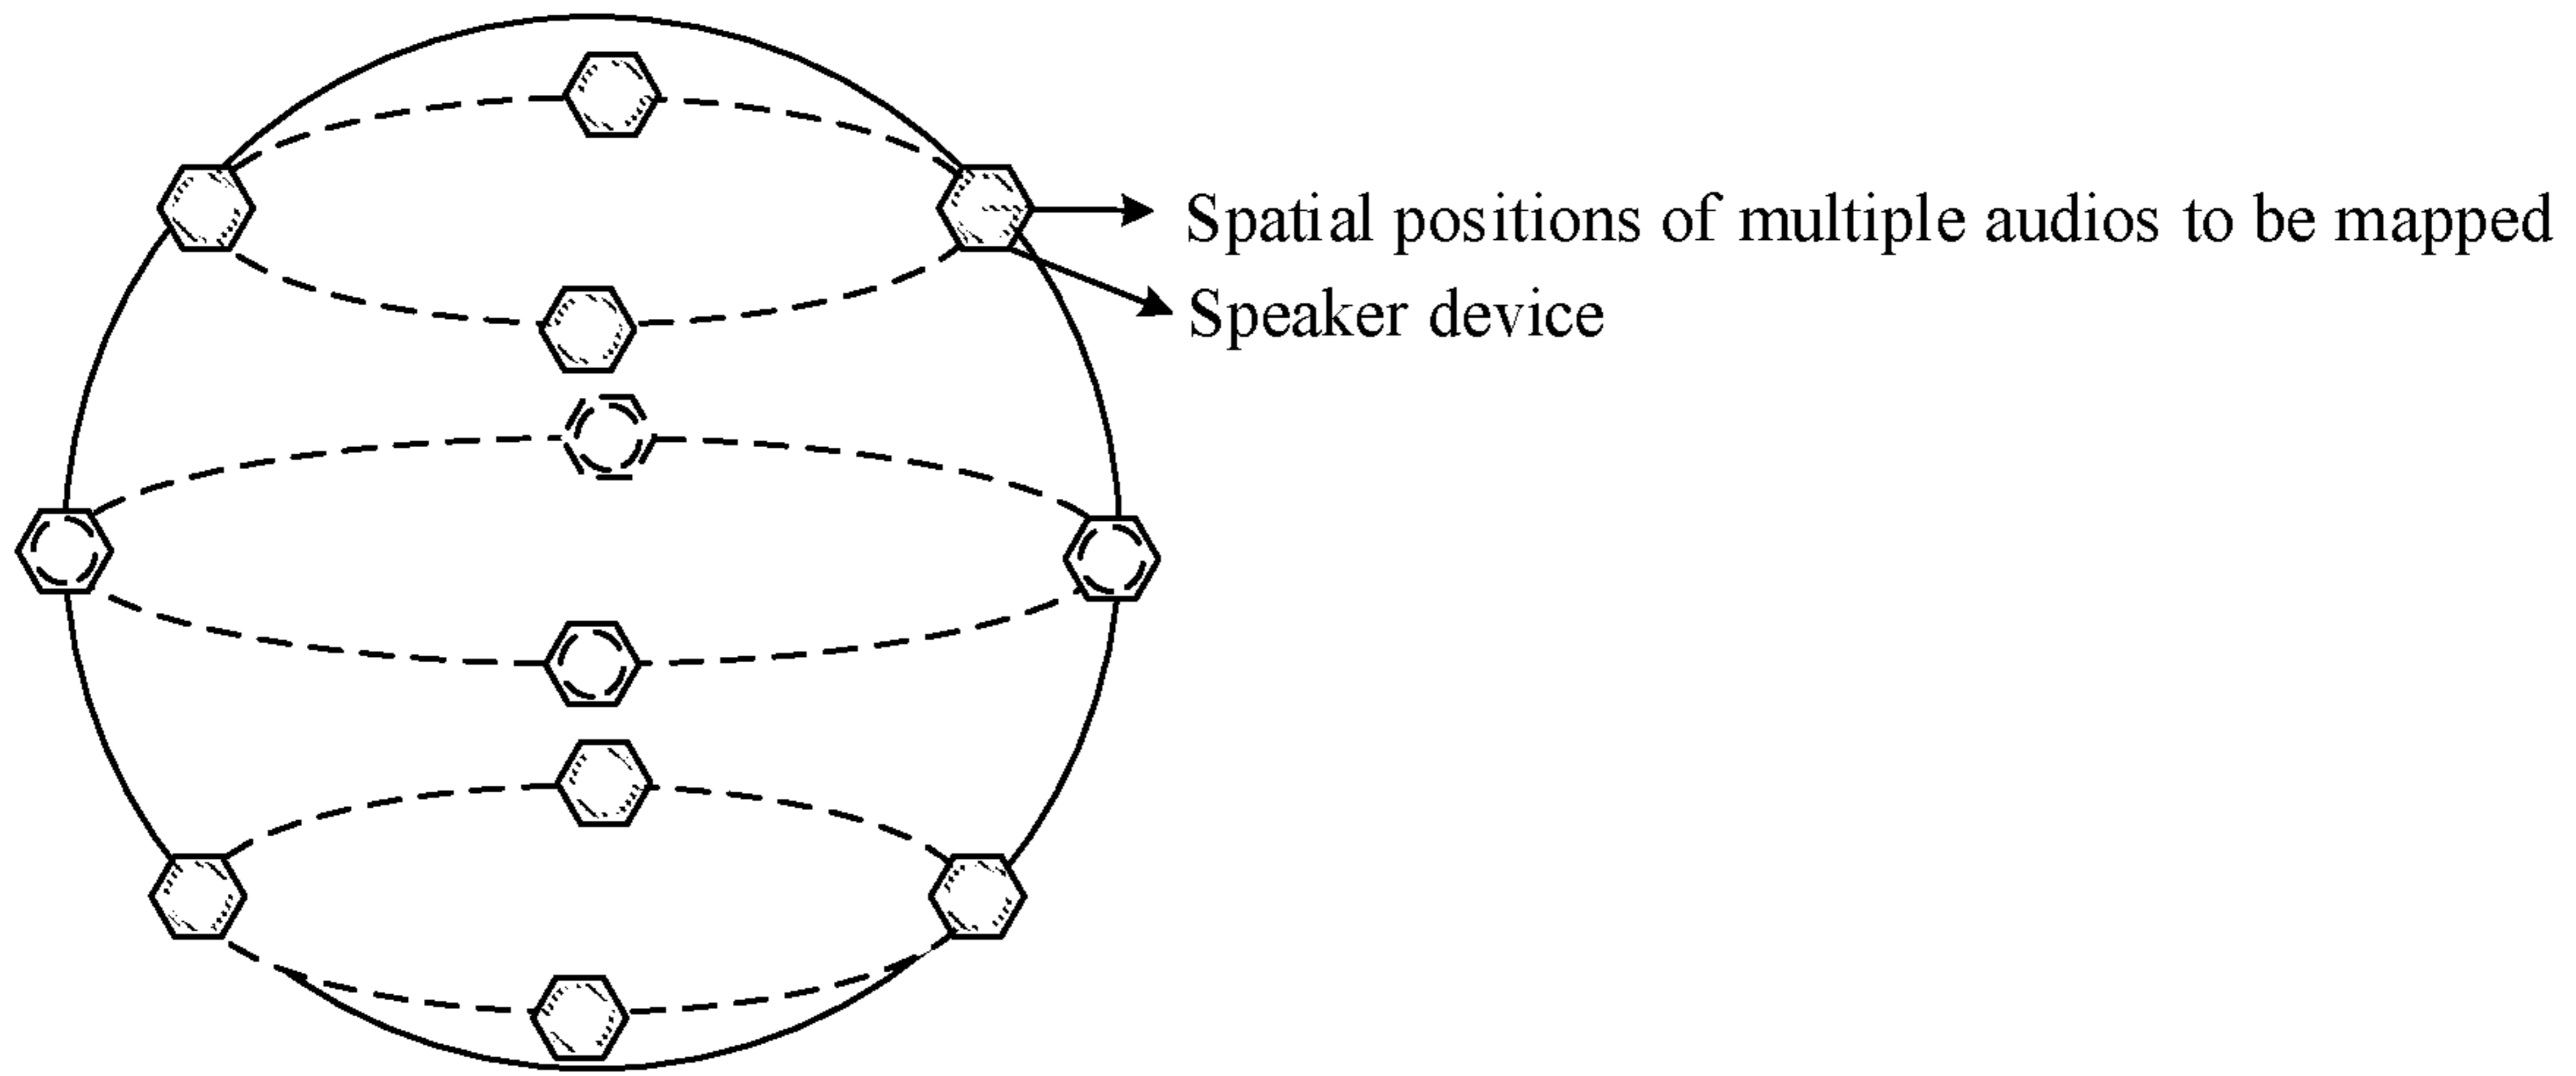 Spatial positions of multiple audios to be mapped
Speaker device